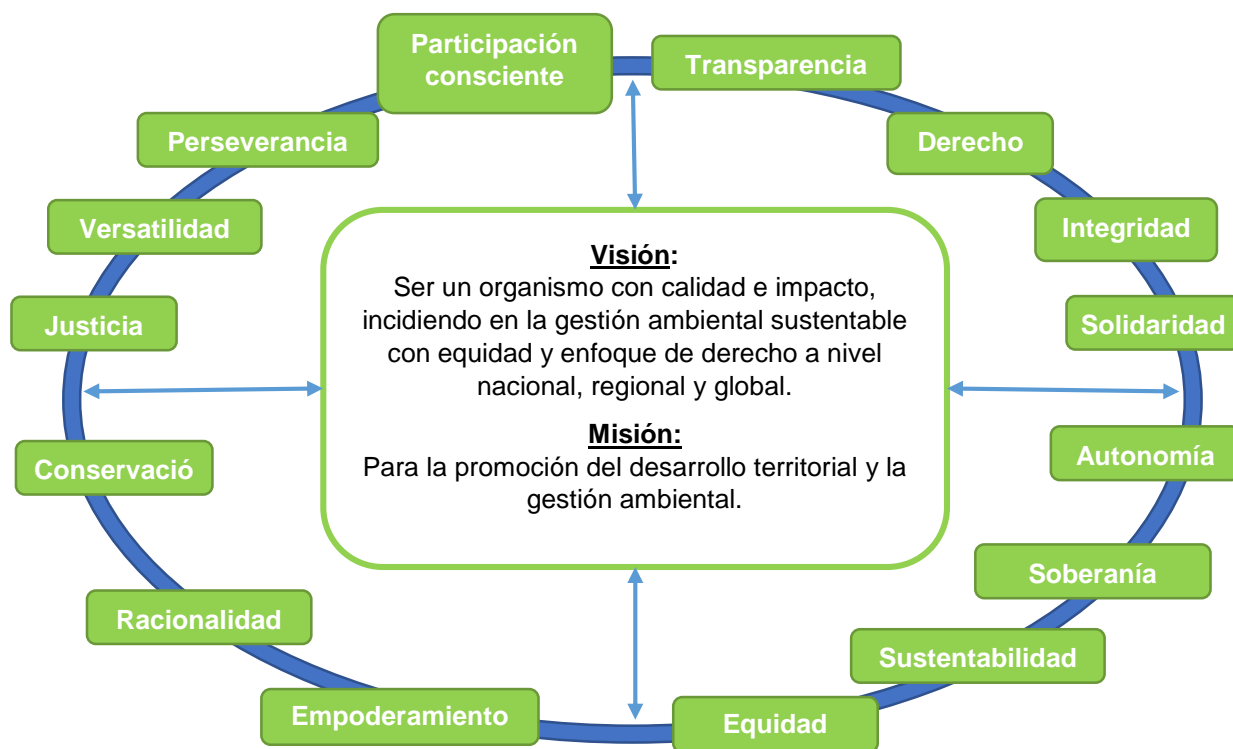 Participación
consciente
Transparencia
Derecho
Integridad
Solidaridad
Autonomía
Soberanía
Sustentabilidad
Equidad
Empoderamiento
Racionalidad
Conservació
Justicia
Versatilidad
Perseverancia
Visión:
Ser un organismo con calidad e impacto,
incidiendo en la gestión ambiental sustentable
con equidad y enfoque de derecho a nivel
nacional, regional y global.
Misión:
Para la promoción del desarrollo territorial y la
gestión ambiental.